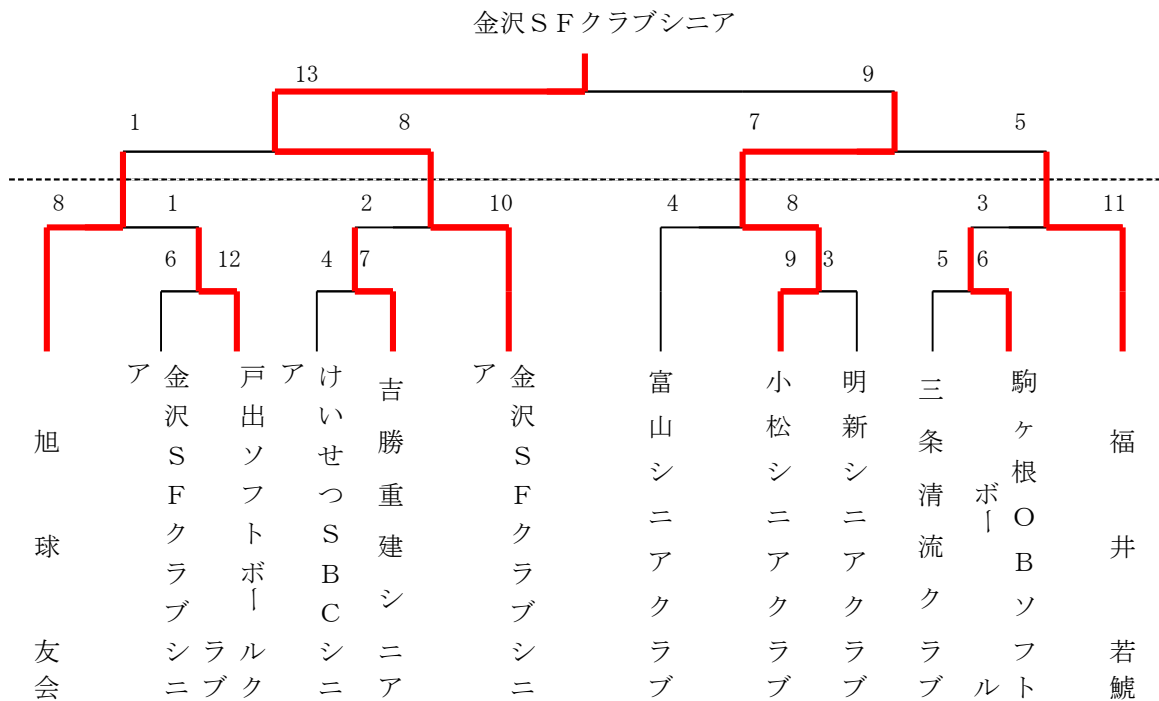 金沢ＳＦクラブシニア
13 9
1 8 7 5
8 1 2 10 4 8 3 11
6 12 4 7 9 3 5 6
旭球友会
金沢ＳＦクラブシニア
戸出ソフトボールクラブ
けいせつＳＢＣシニア
吉勝重建シニア
金沢ＳＦクラブシニア
富山シニアクラブ
小松シニアクラブ
明新シニアクラブ
三条清流クラブ
駒ヶ根ＯＢソフトボール
福井若鯱